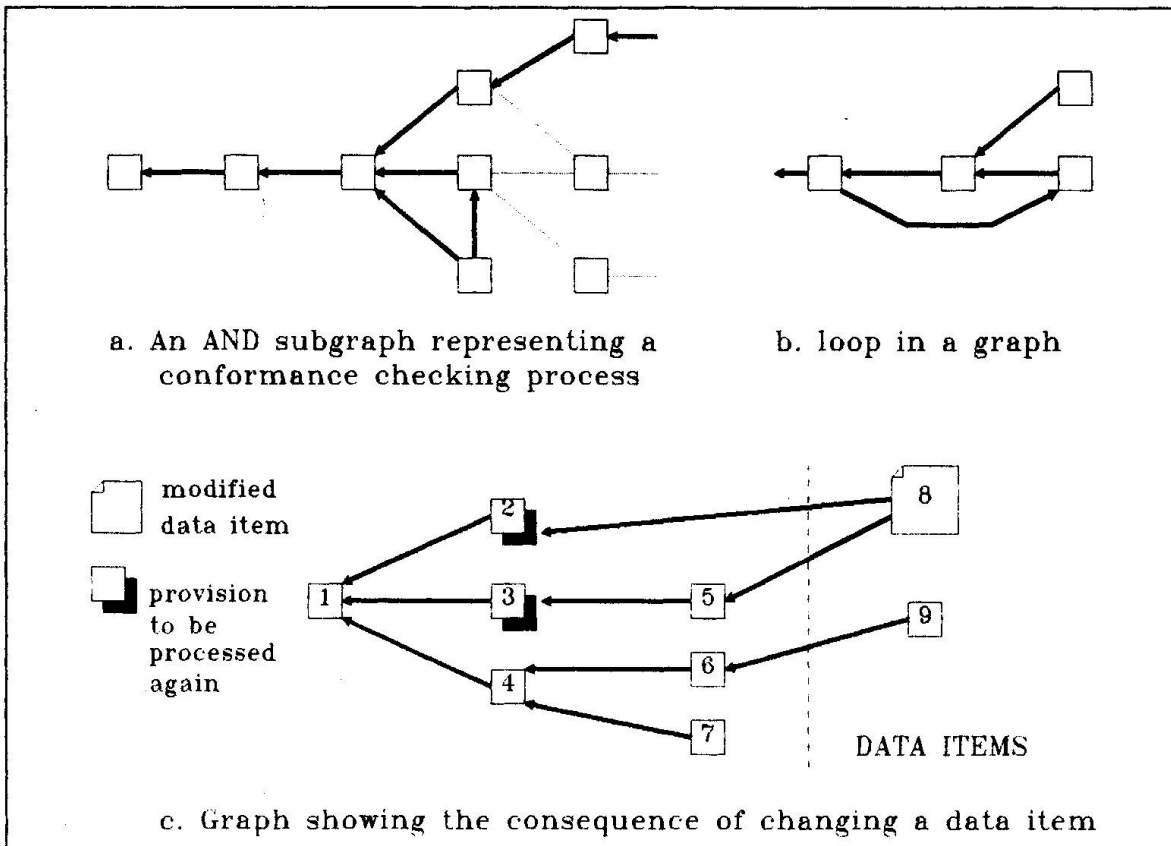 a. An AND subgraph representing a
conformance checking process
b. loop in a graph
modified
data item
provision
to be
processed
again
1
2
3
4
5
6
7
8
9
DATA ITEMS
c. Graph showing the consequence of changing a data item